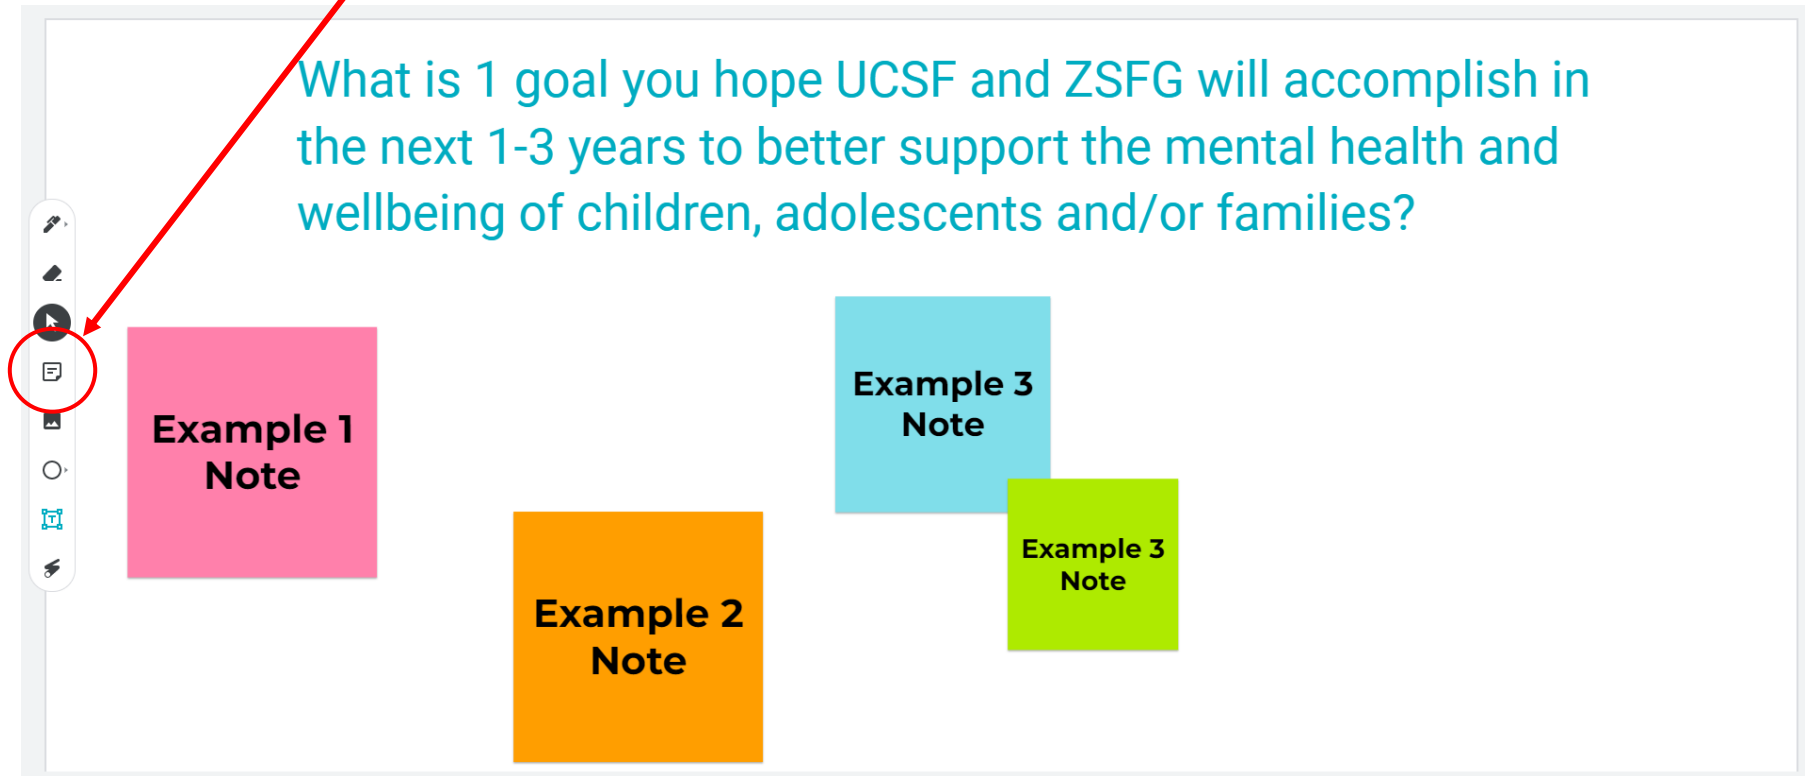 What is 1 goal you hope UCSF and ZSFG will accomplish in
the next 1-3 years to better support the mental health and
wellbeing of children, adolescents and/or families?
Example 1
Note
Example 2
Note
Example 3
Note
Example 3
Note